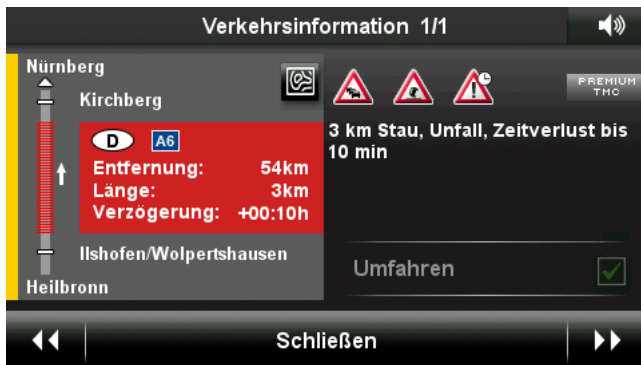 Verkehrsinformation 1/1
Nürnberg
Kirchberg
D A6
Entfernung: 54km
Länge: 3km
Verzögerung: +00:10h
Ilshofen/Wolpertshausen
Heilbronn
PREMIUM
TMC
3 km Stau, Unfall, Zeitverlust bis
10 min
Umfahren
Schließen